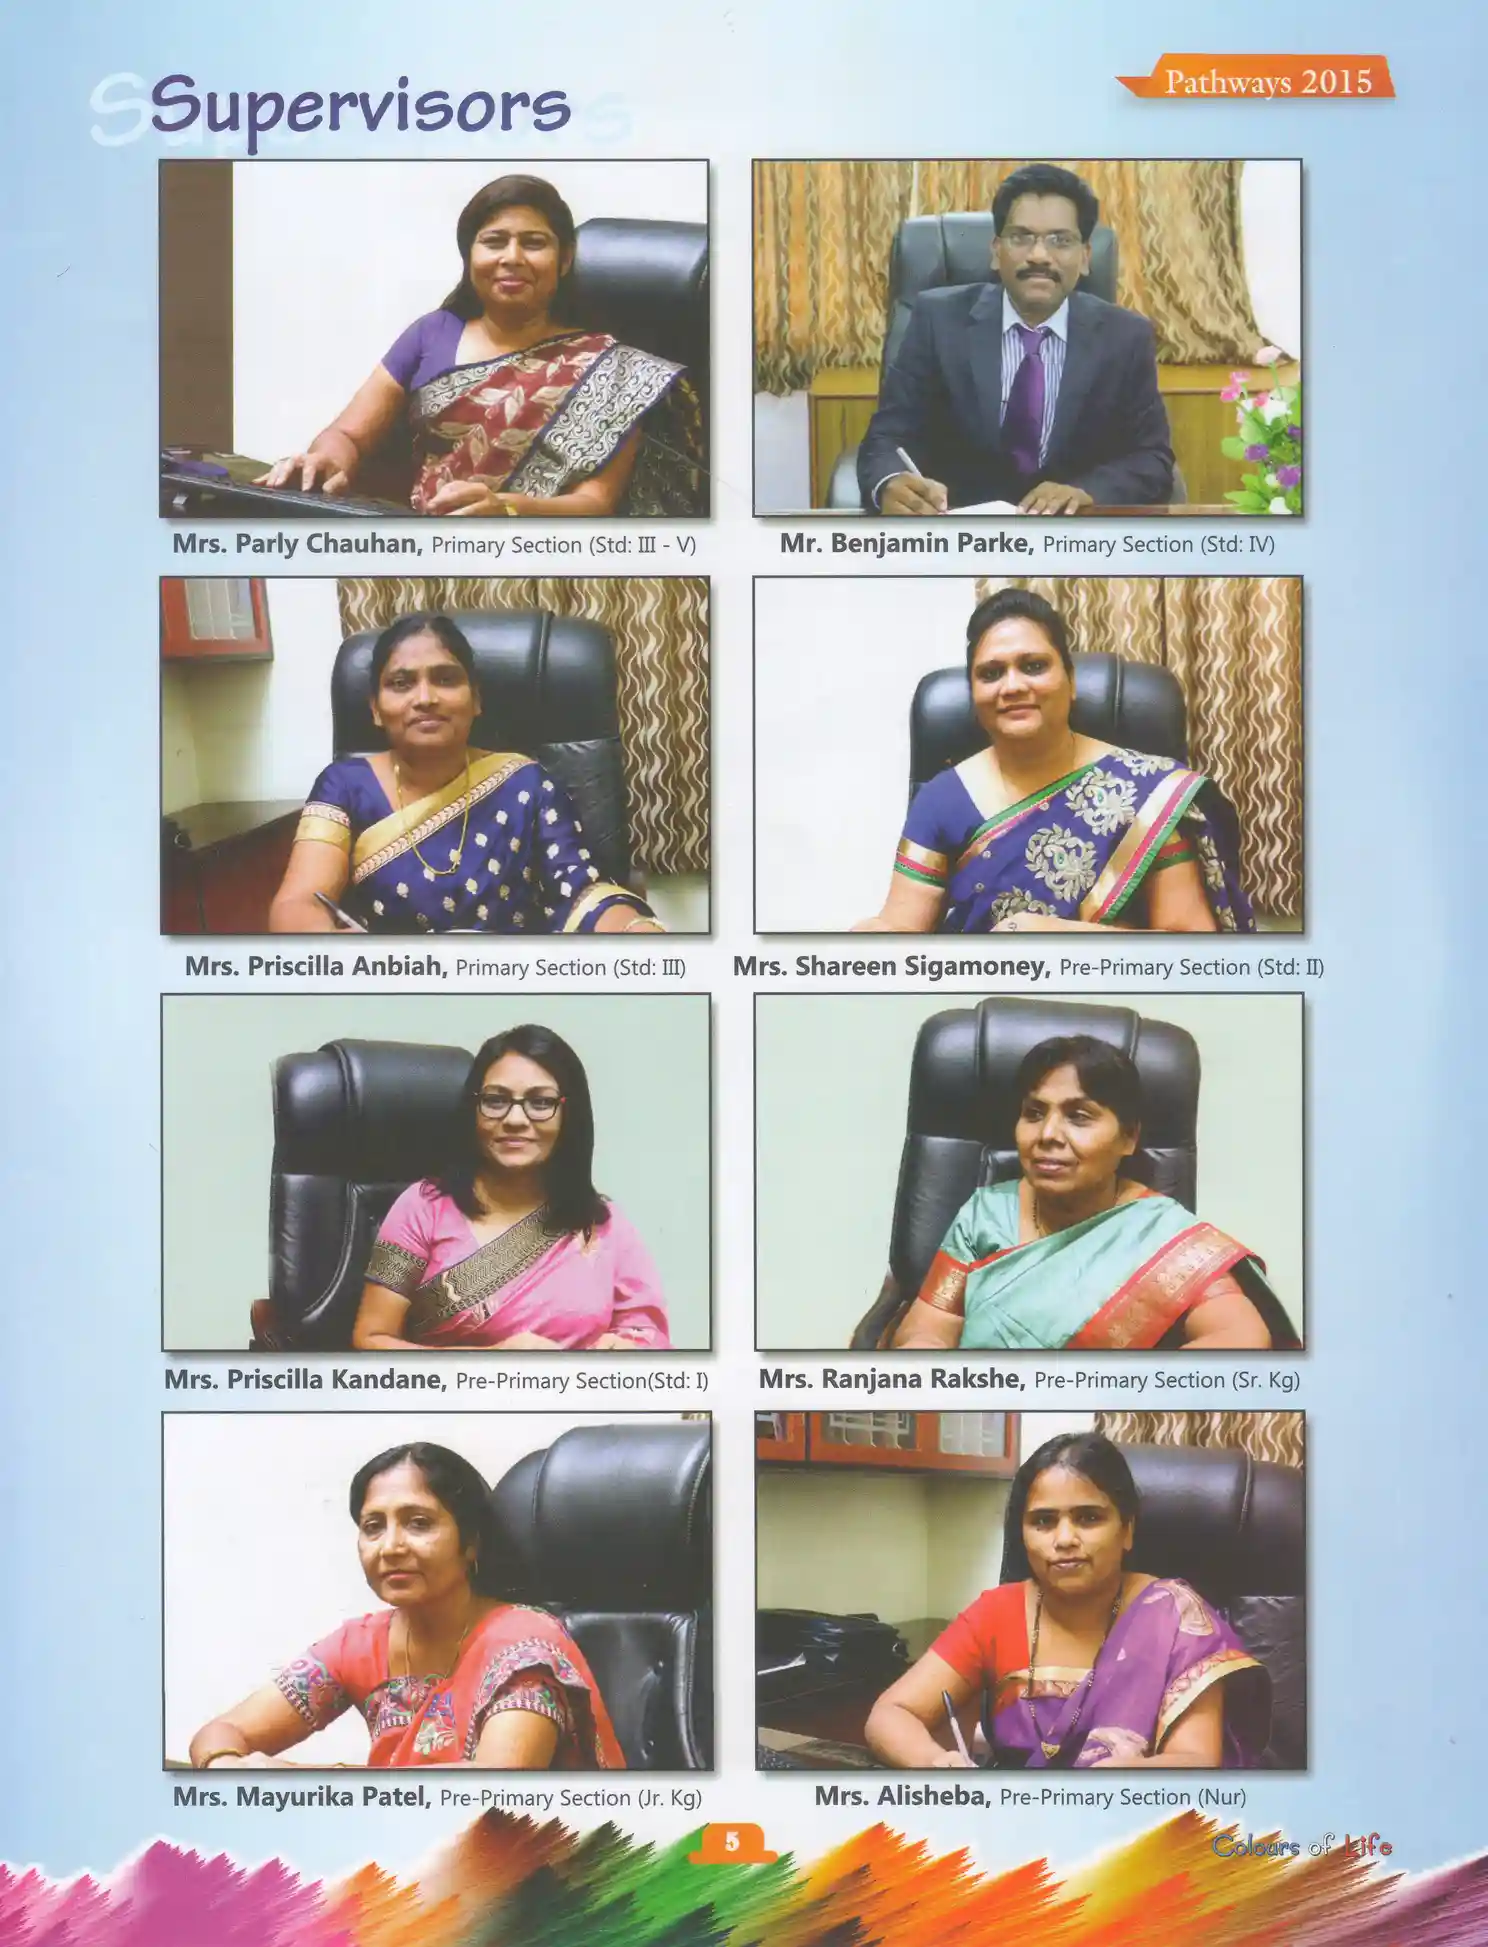 Supervisors
Pathways 2015
Mrs. Parly Chauhan, Primary Section (Std: III - V)
Mr. Benjamin Parke, Primary Section (Std: IV)
Mrs. Priscilla Anbiah, Primary Section (Std: III)
Mrs. Shareen Sigamoney, Pre-Primary Section (Std: II)
Mrs. Priscilla Kandane, Pre-Primary Section(Std: I)
Mrs. Ranjana Rakshe, Pre-Primary Section (Sr. Kg)
Mrs. Mayurika Patel, Pre-Primary Section (Jr. Kg)
Mrs. Alisheba, Pre-Primary Section (Nur)
5
Colours of Life